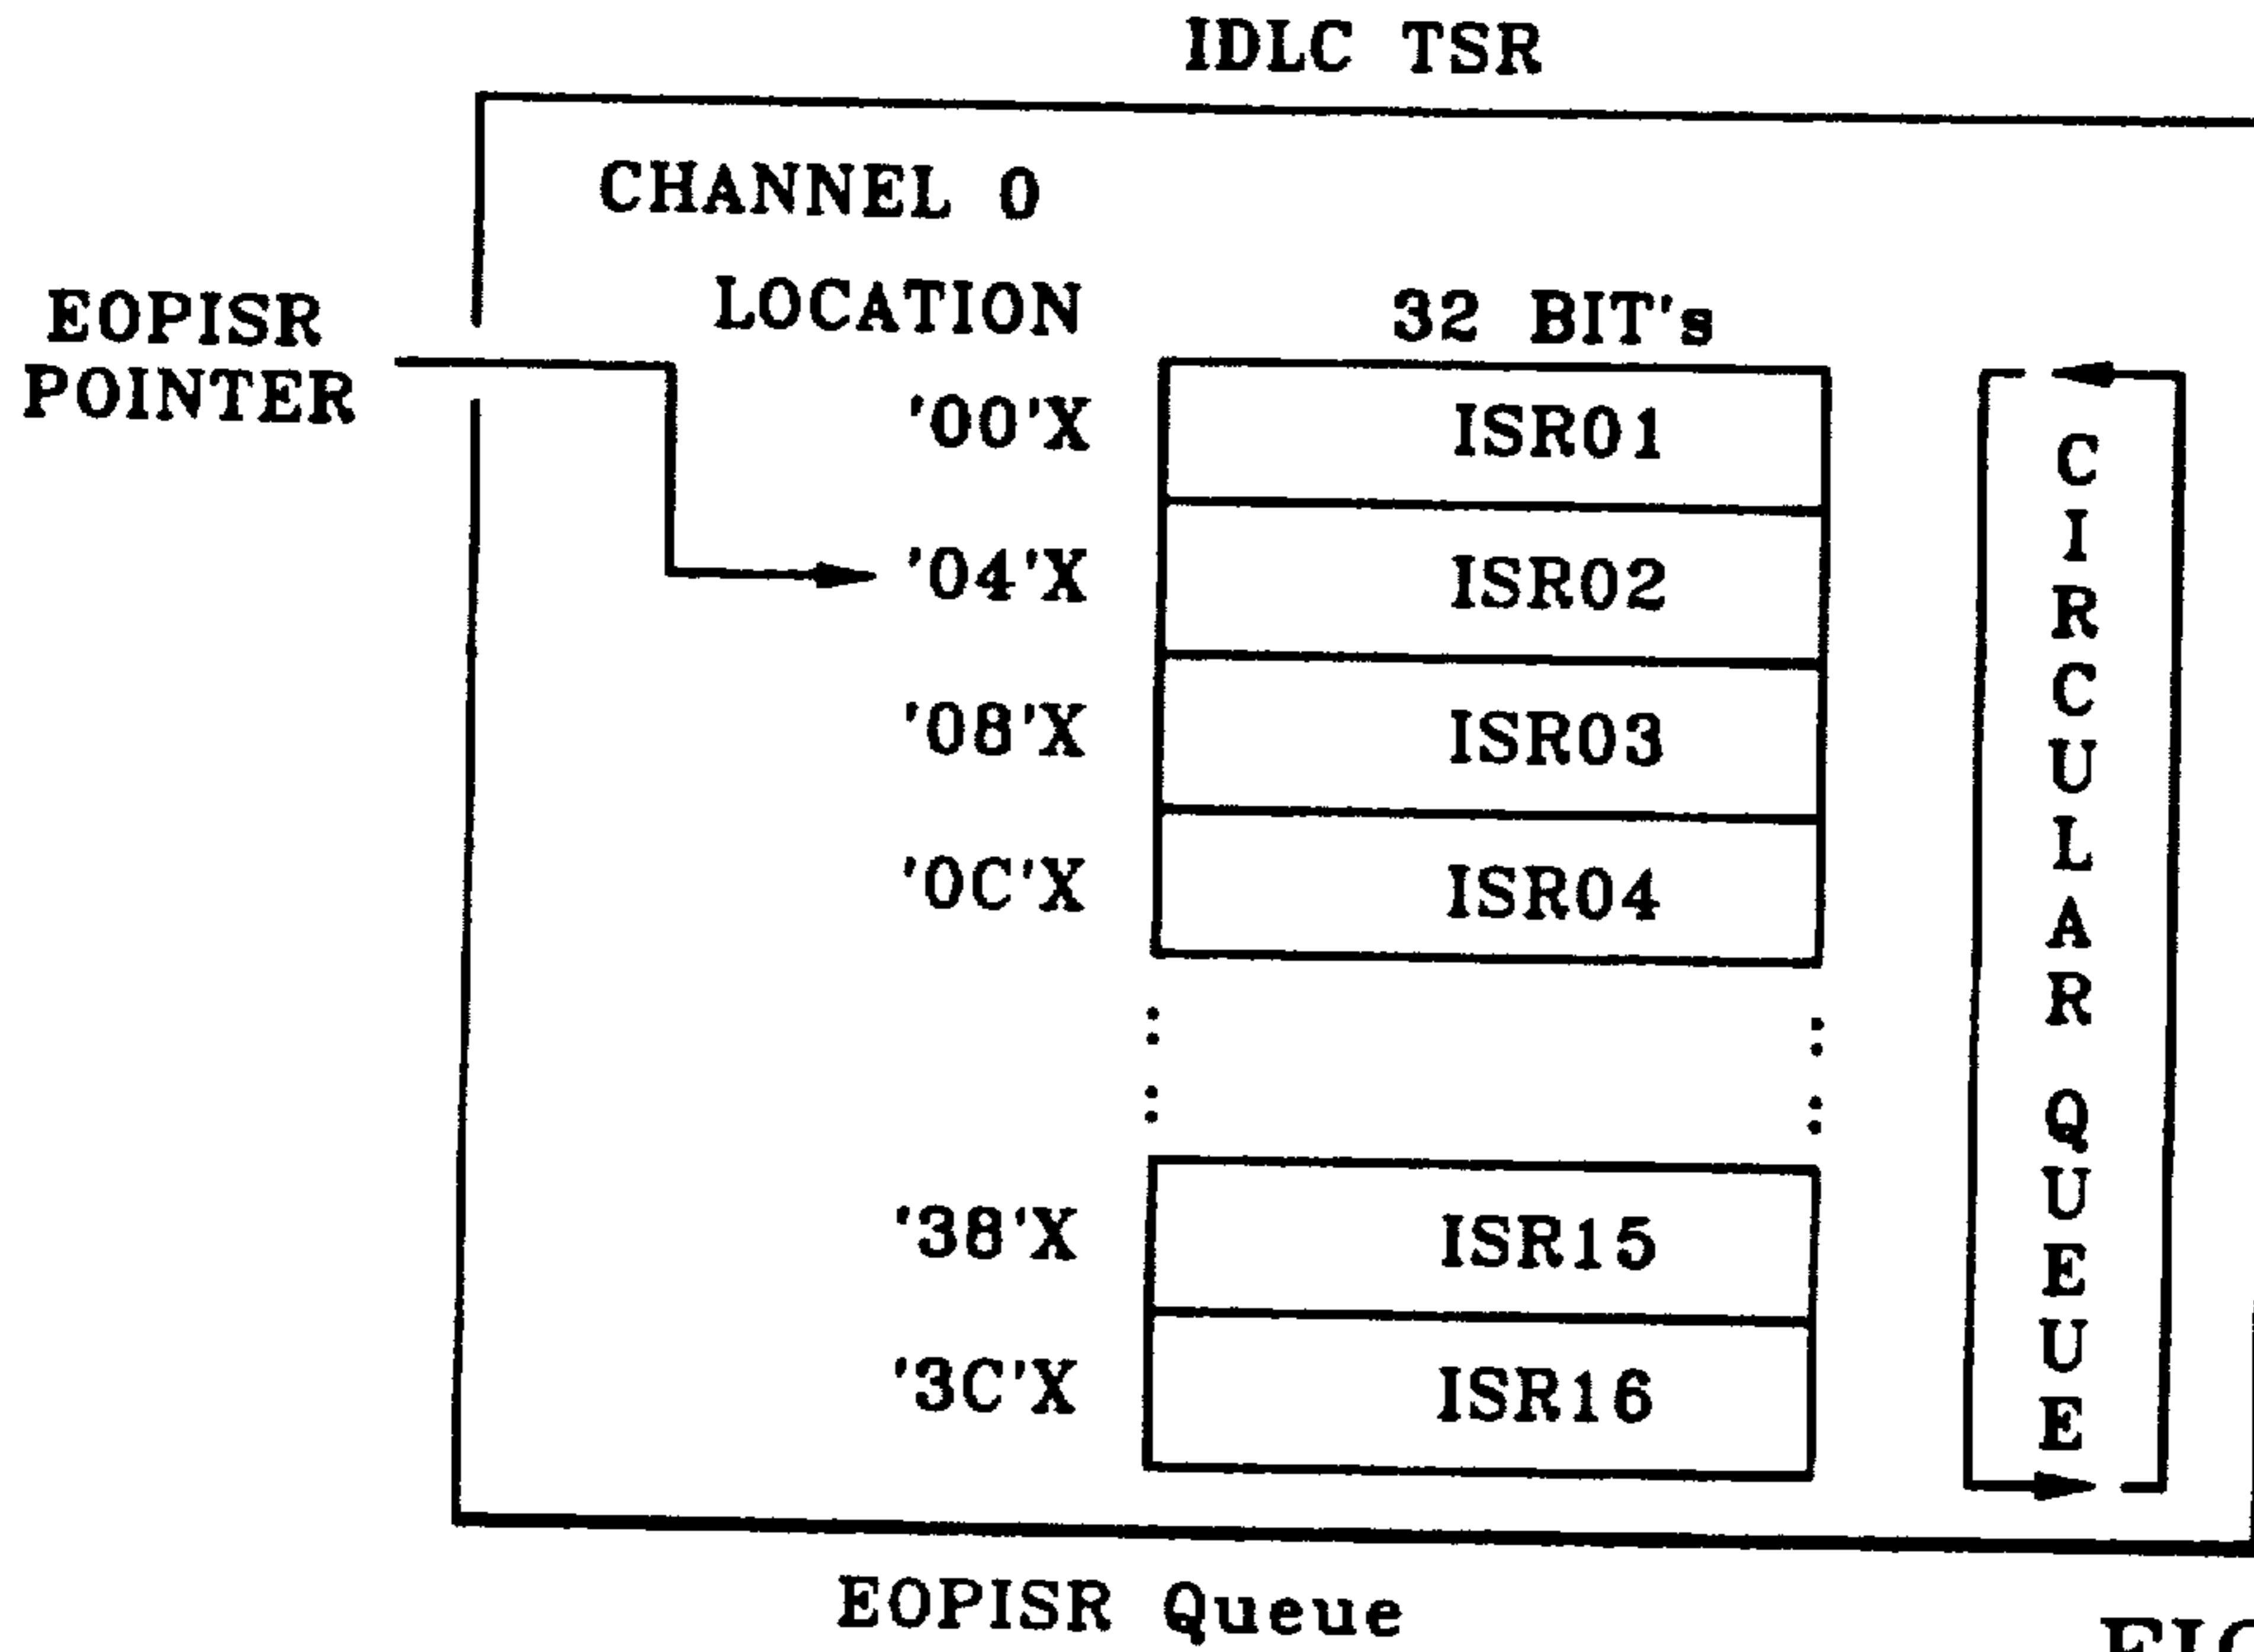 IDLC TSR
CHANNEL 0
LOCATION 32 BIT's
EOPISR
POINTER
'00'X ISR01
'04'X ISR02
'08'X ISR03
'0C'X ISR04
'38'X ISR15
'3C'X ISR16
CIRCULAR QUEUE
EOPISR Queue